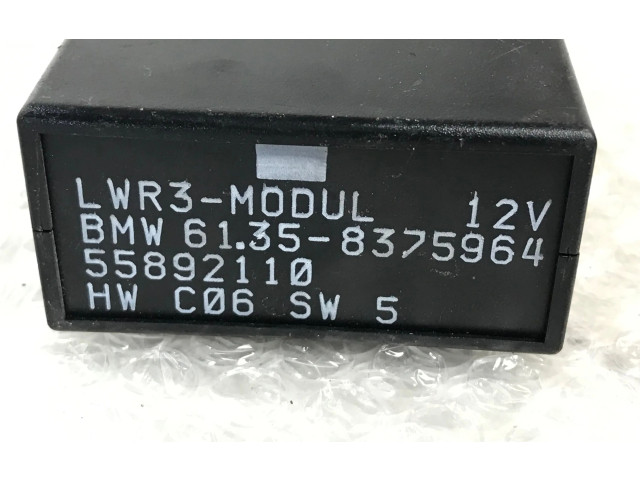 LWR3-MODUL 12V
BMW 61.35-8375964
55892110
HW C06 SW 5